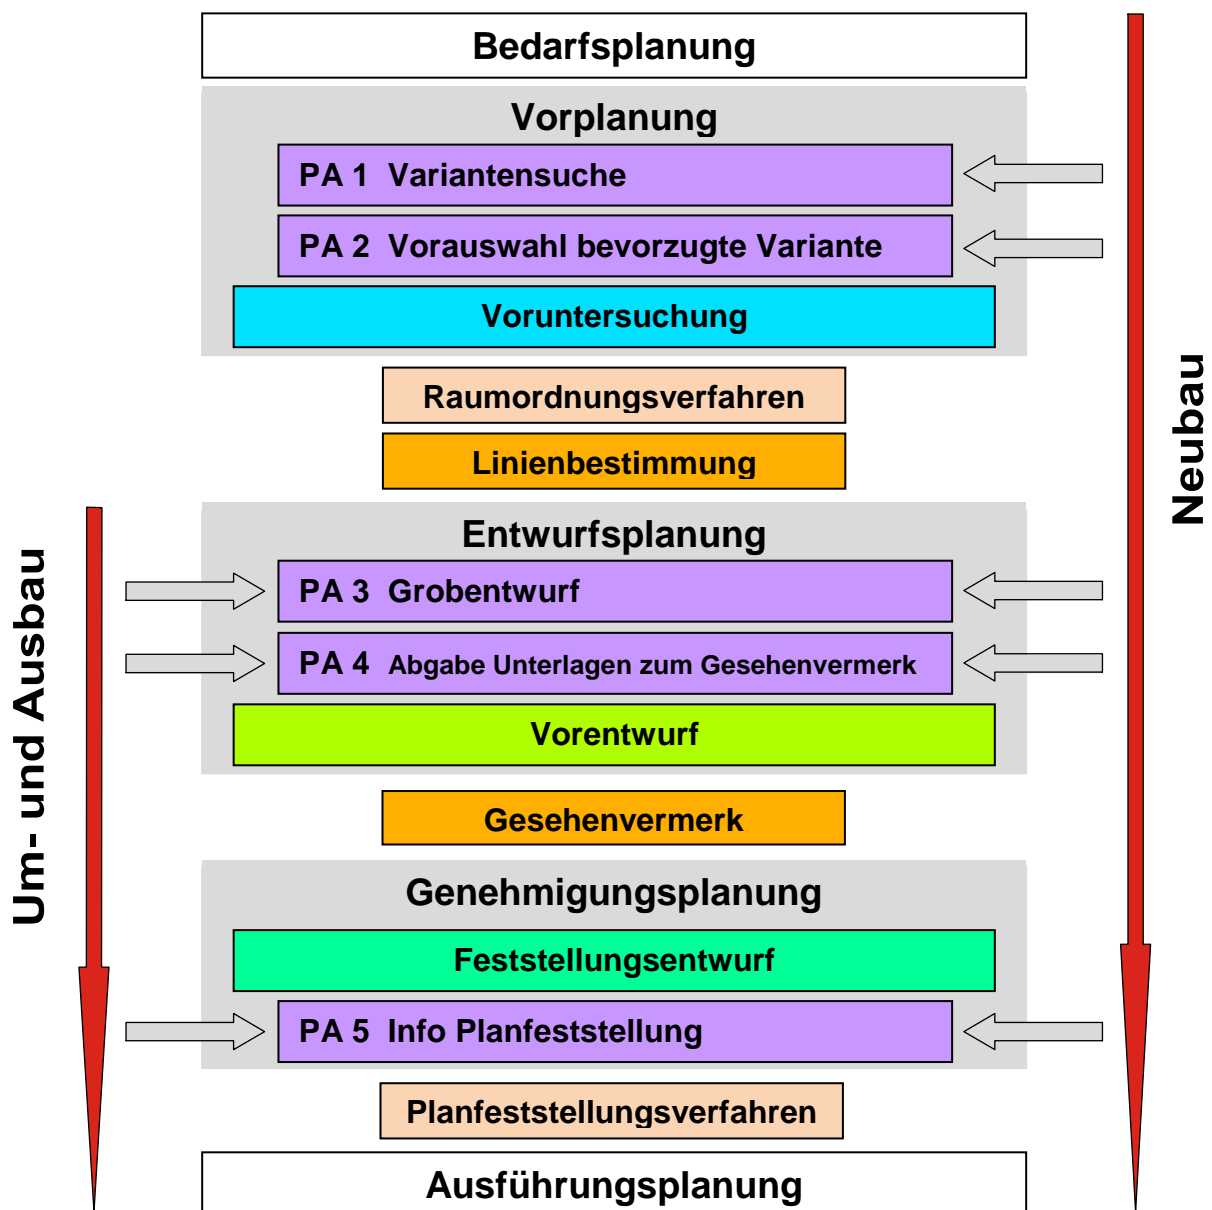 Bedarfsplanung
Vorplanung
PA 1 Variantensuche
PA 2 Vorauswahl bevorzugte Variante
Voruntersuchung
Raumordnungsverfahren
Linienbestimmung
Entwurfsplanung
PA 3 Grobentwurf
PA 4 Abgabe Unterlagen zum Gesehenvermerk
Vorentwurf
Gesehenvermerk
Genehmigungsplanung
Feststellungsentwurf
PA 5 Info Planfeststellung
Planfeststellungsverfahren
Ausführungsplanung
Um- und Ausbau
Neubau